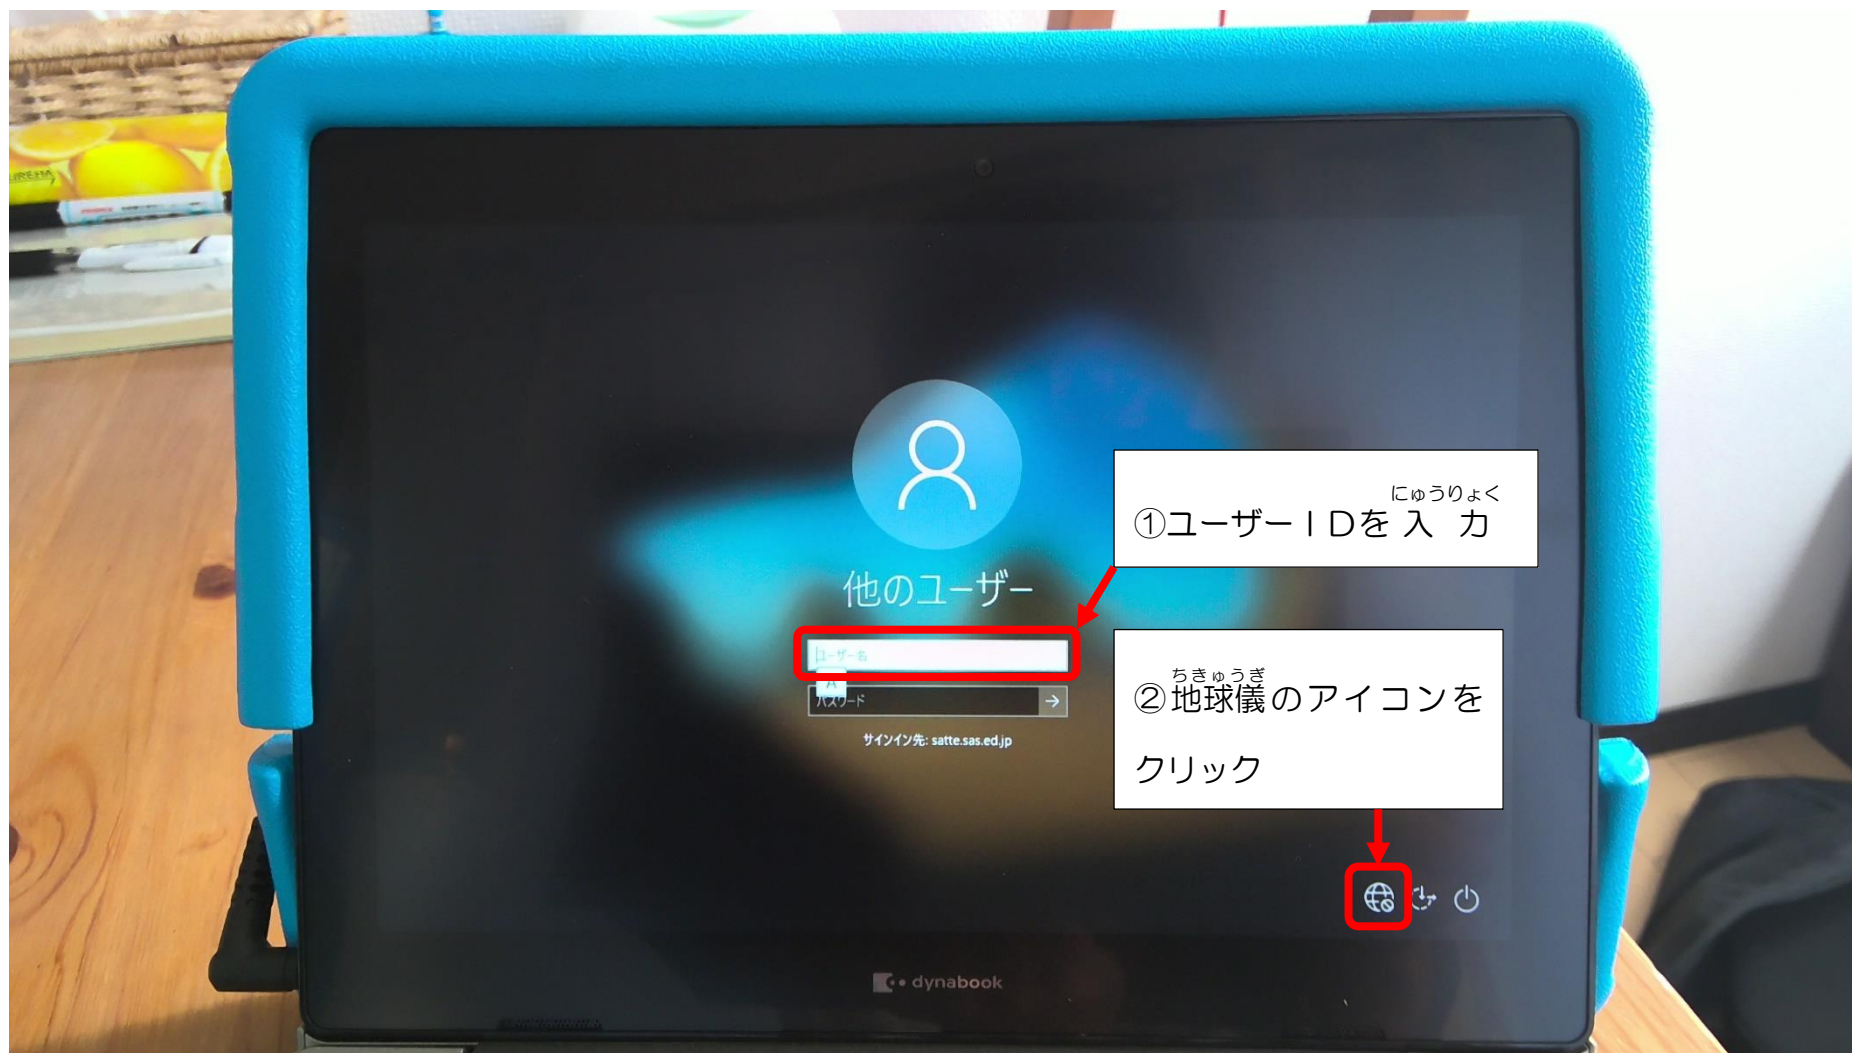 にゅうりょく
①ユーザーIDを入力
他のユーザー
ユーザー名
A
パスワード
サインイン先: satte.sas.ed.jp
ちきゅうぎ
②地球儀のアイコンを
クリック
dynabook